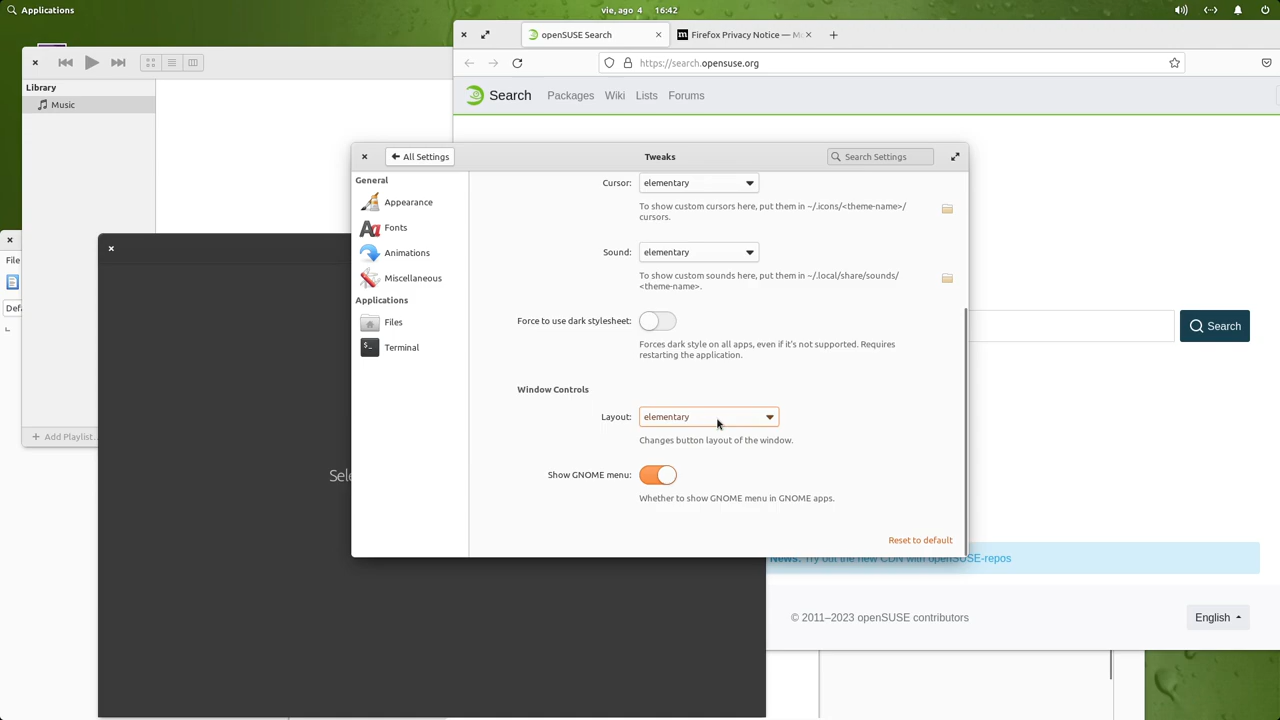 Applications
vie, ago 4 16:42
openSUSE Search
Firefox Privacy Notice — M
https://search.opensuse.org
Search
Packages
Wiki
Lists
Forums
Library
Music
Add Playlist...
File
All Settings
Tweaks
Search Settings
General
Appearance
Fonts
Animations
Miscellaneous
Applications
Files
Terminal
Cursor: elementary
To show custom cursors here, put them in ~/.icons/<theme-name>/
cursors.
Sound: elementary
To show custom sounds here, put them in ~/.local/share/sounds/
<theme-name>.
Force to use dark stylesheet:
Forces dark style on all apps, even if it's not supported. Requires
restarting the application.
Window Controls
Layout: elementary
Changes button layout of the window.
Show GNOME menu:
Whether to show GNOME menu in GNOME apps.
Reset to default
Search
News: Try out the new CDN with openSUSE-repos
© 2011–2023 openSUSE contributors
English